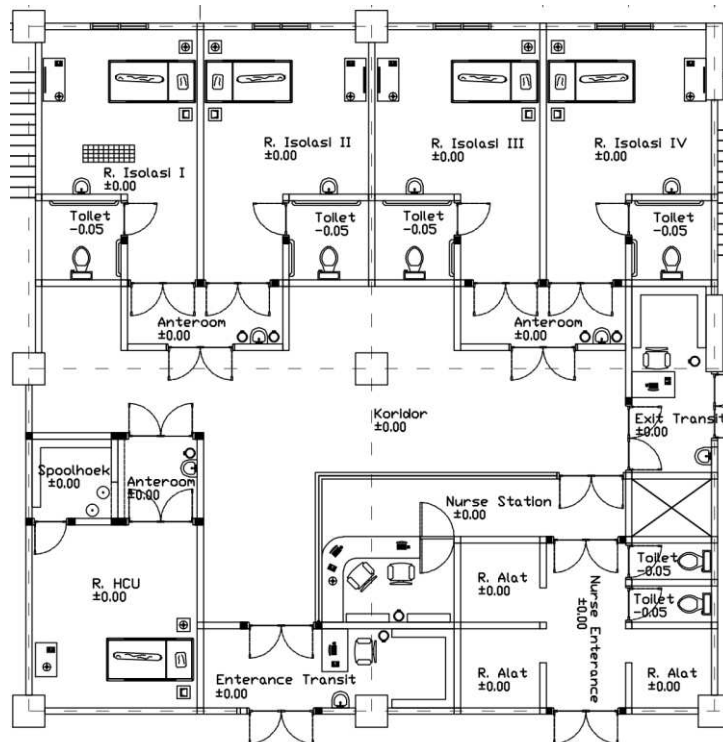 R. Isolasi I
±0.00
R. Isolasi II
±0.00
R. Isolasi III
±0.00
R. Isolasi IV
±0.00
Toilet
-0.05
Toilet
-0.05
Toilet
-0.05
Toilet
-0.05
Anteroom
±0.00
Anteroom
±0.00
Koridor
±0.00
Exit Transit
±0.00
Spoolhoek
±0.00
Anteroom
±0.00
Nurse Station
±0.00
R. HCU
±0.00
R. Alat
±0.00
Toilet
-0.05
Toilet
-0.05
Nurse Enterance
±0.00
Enterance Transit
±0.00
R. Alat
±0.00
R. Alat
±0.00